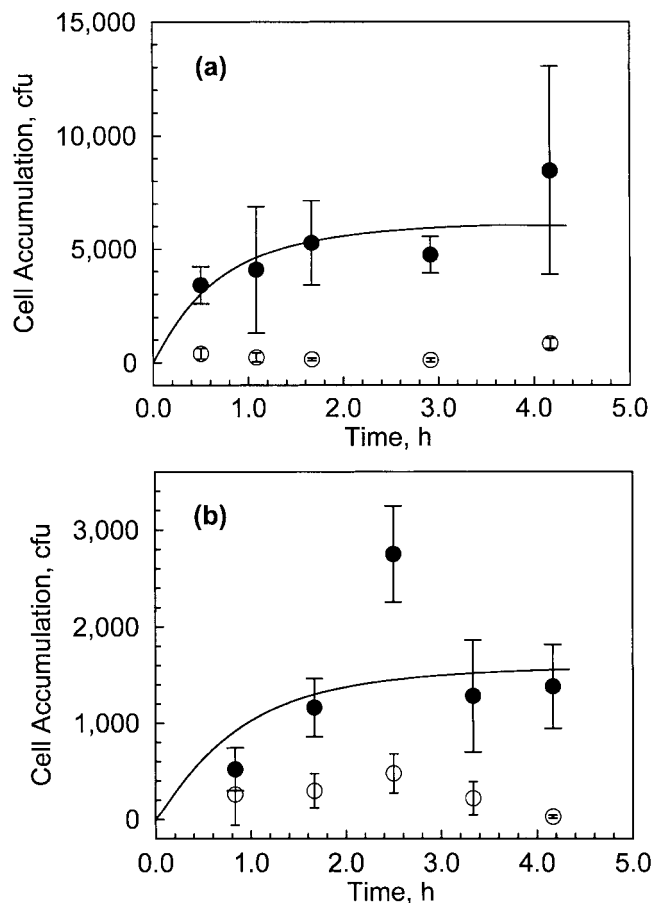 15,000
(a)
10,000
5,000
0
Cell Accumulation, cfu
0.0 1.0 2.0 3.0 4.0 5.0
Time, h
(b)
3,000
2,000
1,000
0
Cell Accumulation, cfu
0.0 1.0 2.0 3.0 4.0 5.0
Time, h